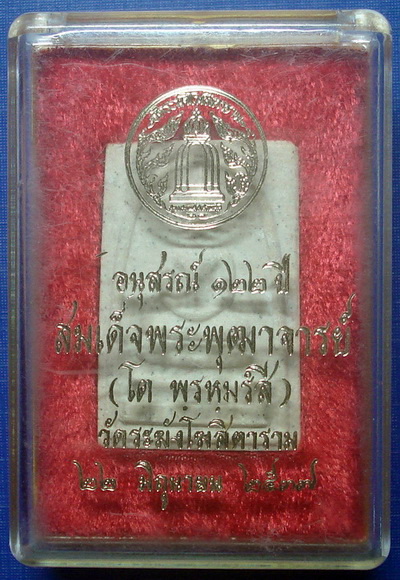 อนุสรณ์ ๑๒๒ ปี
สมเด็จพระพุฒาจารย์
(โต พฺรหฺมรํสี)
วัดระฆังโฆสิตาราม
๒๒ มิถุนายน ๒๕๓๗